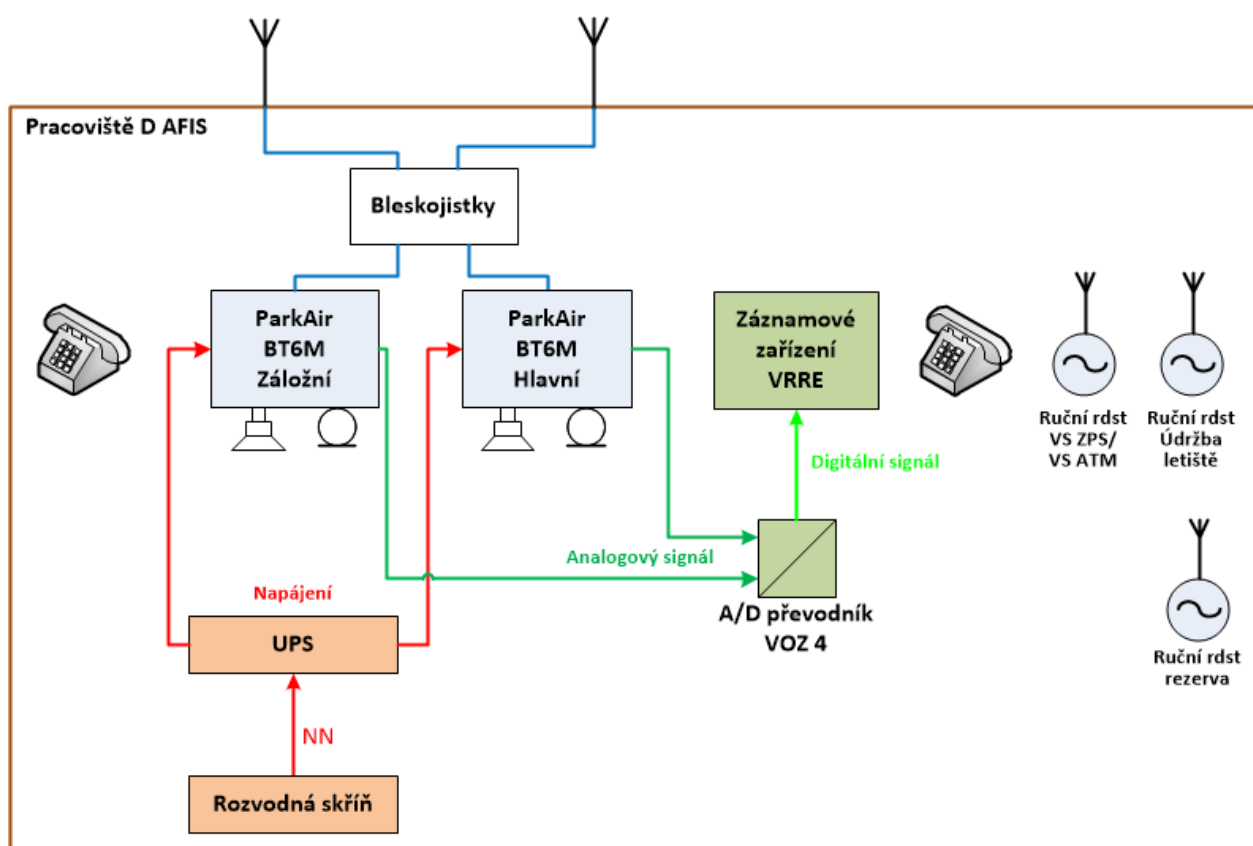 Pracoviště D AFIS
Bleskojistky
ParkAir
BT6M
Záložní
ParkAir
BT6M
Hlavní
Záznamové
zařízení
VRRE
Ruční rdst
VS ZPS/
VS ATM
Ruční rdst
Údržba
letiště
Digitální signál
Analogový signál
A/D převodník
VOZ 4
Ruční rdst
rezerva
Napájení
UPS
NN
Rozvodná skříň